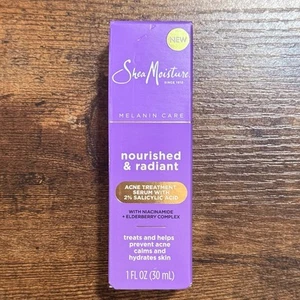 NEW
SheaMoisture
SINCE 1912
MELANIN CARE
nourished
& radiant
ACNE TREATMENT
SERUM WITH
2% SALICYLIC ACID
WITH NIACINAMIDE
+ ELDERBERRY COMPLEX
treats and helps
prevent acne
calms and
hydrates skin
1 FL OZ (30 mL)